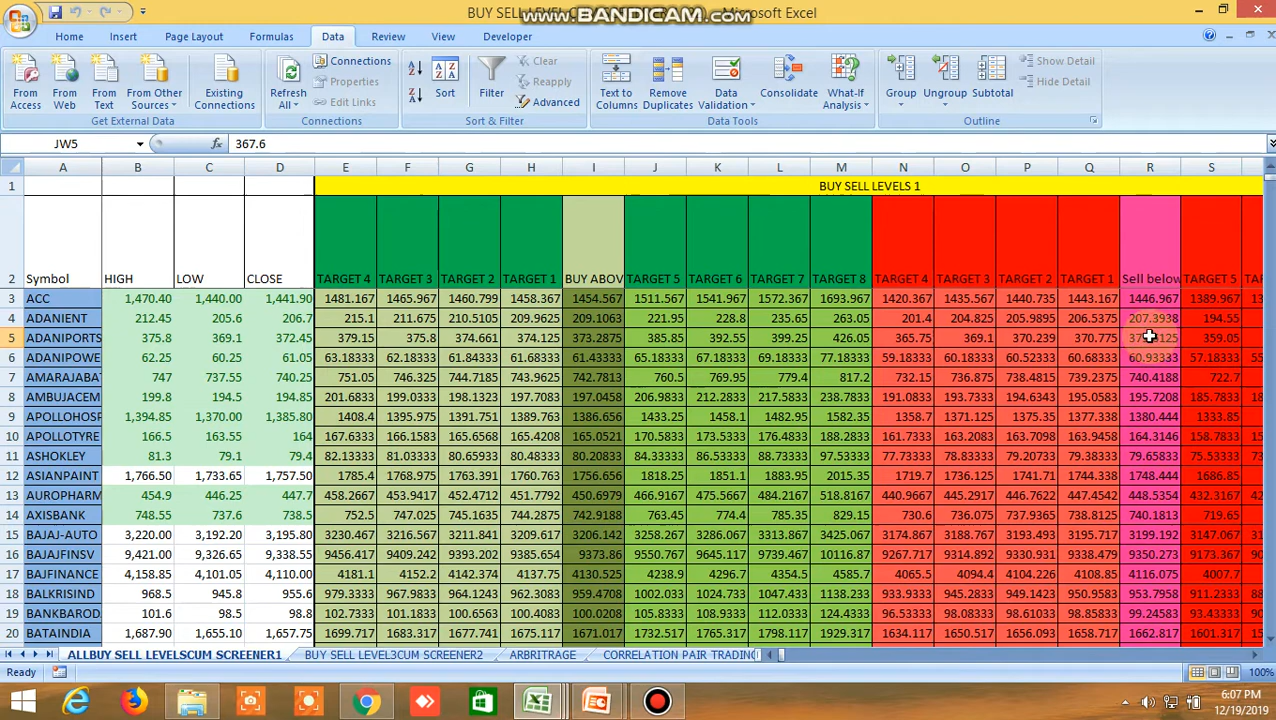 BUY SELL LEVEL
www.BANDICAM.com
Microsoft Excel
Home Insert Page Layout Formulas Data Review View Developer
From Access
From Web
From Text
From Other Sources
Existing Connections
Get External Data
Refresh All
Connections
Properties
Edit Links
Connections
Sort
Filter
Clear
Reapply
Advanced
Sort & Filter
Text to Columns
Remove Duplicates
Data Validation
Consolidate
What-If Analysis
Data Tools
Group
Ungroup
Subtotal
Show Detail
Hide Detail
Outline
JW5 fx 367.6
A B C D E F G H I J K L M N O P Q R S
1 BUY SELL LEVELS 1
2 Symbol HIGH LOW CLOSE TARGET 4 TARGET 3 TARGET 2 TARGET 1 BUY ABOV TARGET 5 TARGET 6 TARGET 7 TARGET 8 TARGET 4 TARGET 3 TARGET 2 TARGET 1 Sell below TARGET 5
3 ACC 1,470.40 1,440.00 1,441.90 1481.167 1465.967 1460.799 1458.367 1454.567 1511.567 1541.967 1572.367 1693.967 1420.367 1435.567 1440.735 1443.167 1446.967 1389.967
4 ADANIENT 212.45 205.6 206.7 215.1 211.675 210.5105 209.9625 209.1063 221.95 228.8 235.65 263.05 201.4 204.825 205.9895 206.5375 207.3938 194.55
5 ADANIPORTS 375.8 369.1 372.45 379.15 375.8 374.661 374.125 373.2875 385.85 392.55 399.25 426.05 365.75 369.1 370.239 370.775 359.05
6 ADANIPOWE 62.25 60.25 61.05 63.18333 62.18333 61.84333 61.68333 61.43333 65.18333 67.18333 69.18333 77.18333 59.18333 60.18333 60.52333 60.68333 60.93333 57.18333
7 AMARAJABA 747 737.55 740.25 751.05 746.325 744.7185 743.9625 742.7813 760.5 769.95 779.4 817.2 732.15 736.875 738.4815 739.2375 740.4188 722.7
8 AMBUJACEM 199.8 194.5 194.85 201.6833 199.0333 198.1323 197.7083 197.0458 206.9833 212.2833 217.5833 238.7833 191.0833 193.7333 194.6343 195.0583 195.7208 185.7833
9 APOLLOHOSP 1,394.85 1,370.00 1,385.80 1408.4 1395.975 1391.751 1389.763 1386.656 1433.25 1458.1 1482.95 1582.35 1358.7 1371.125 1375.35 1377.338 1380.444 1333.85
10 APOLLOTYRE 166.5 163.55 164 167.6333 166.1583 165.6568 165.4208 165.0521 170.5833 173.5333 176.4833 188.2833 161.7333 163.2083 163.7098 163.9458 164.3146 158.7833
11 ASHOKLEY 81.3 79.1 79.4 82.13333 81.03333 80.65933 80.48333 80.20833 84.33333 86.53333 88.73333 97.53333 77.73333 78.83333 79.20733 79.38333 79.65833 75.53333
12 ASIANPAINT 1,766.50 1,733.65 1,757.50 1785.4 1768.975 1763.391 1760.763 1756.656 1818.25 1851.1 1883.95 2015.35 1719.7 1736.125 1741.71 1744.338 1748.444 1686.85
13 AUROPHARM 454.9 446.25 447.7 458.2667 453.9417 452.4712 451.7792 450.6979 466.9167 475.5667 484.2167 518.8167 440.9667 445.2917 446.7622 447.4542 448.5354 432.3167
14 AXISBANK 748.55 737.6 738.5 752.5 747.025 745.1635 744.2875 742.9188 763.45 774.4 785.35 829.15 730.6 736.075 737.9365 738.8125 740.1813 719.65
15 BAJAJ-AUTO 3,220.00 3,192.20 3,195.80 3230.467 3216.567 3211.841 3209.617 3206.142 3258.267 3286.067 3313.867 3425.067 3174.867 3188.767 3193.493 3195.717 3199.192 3147.067
16 BAJAJFINSV 9,421.00 9,326.65 9,338.55 9456.417 9409.242 9393.202 9385.654 9373.86 9550.767 9645.117 9739.467 10116.87 9267.717 9314.892 9330.931 9338.479 9350.273 9173.367
17 BAJFINANCE 4,158.85 4,101.05 4,110.00 4181.1 4152.2 4142.374 4137.75 4130.525 4238.9 4296.7 4354.5 4585.7 4065.5 4094.4 4104.226 4108.85 4116.075 4007.7
18 BALKRISIND 968.5 945.8 955.6 979.3333 967.9833 964.1243 962.3083 959.4708 1002.033 1024.733 1047.433 1138.233 933.9333 945.2833 949.1423 950.9583 953.7958 911.2333
19 BANKBAROD 101.6 98.5 98.8 102.7333 101.1833 100.6563 100.4083 100.0208 105.8333 108.9333 112.0333 124.4333 96.53333 98.08333 98.61033 98.85833 99.24583 93.43333
20 BATAINDIA 1,687.90 1,655.10 1,657.75 1699.717 1683.317 1677.741 1675.117 1671.017 1732.517 1765.317 1798.117 1929.317 1634.117 1650.517 1656.093 1658.717 1662.817 1601.317
ALLBUY SELL LEVELSCUM SCREENER1 BUY SELL LEVEL3CUM SCREENER2 ARBITRAGE CORRELATION PAIR TRADING
Ready 100%
6:07 PM
12/19/2019